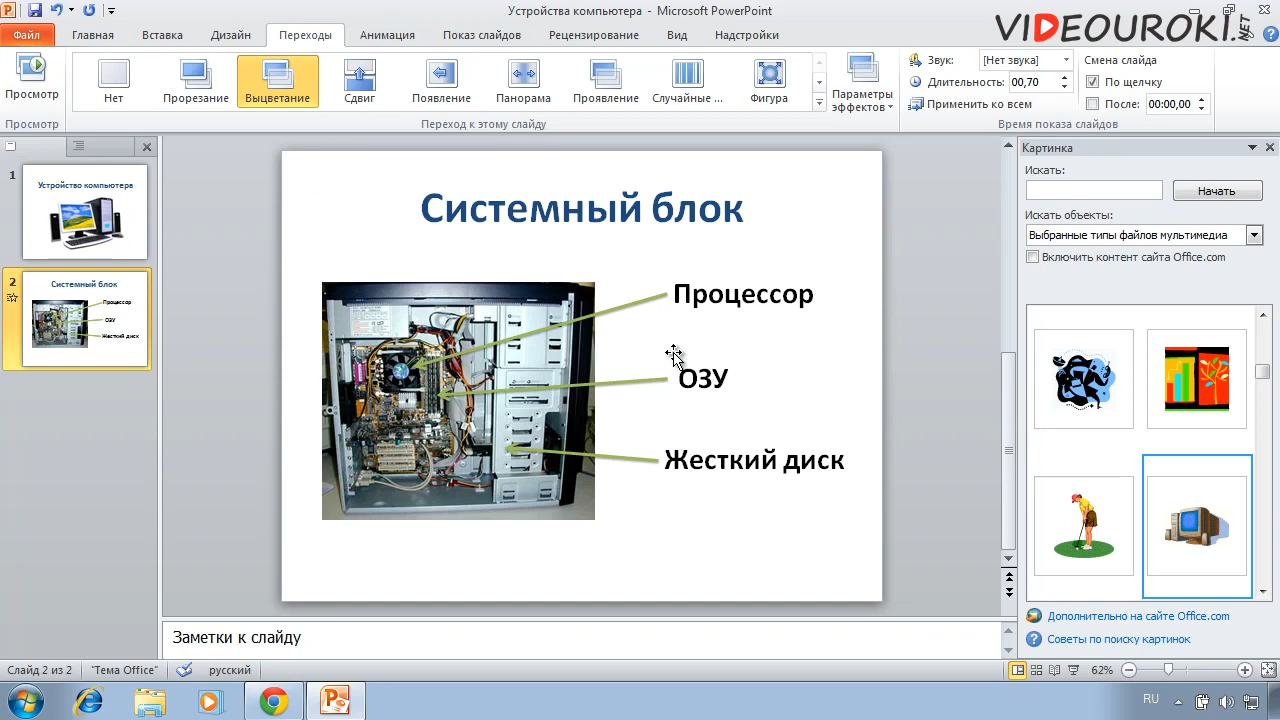 Устройства компьютера - Microsoft PowerPoint
VIDEOUROKI.NET
Файл Главная Вставка Дизайн Переходы Анимация Показ слайдов Рецензирование Вид Надстройки
Просмотр
Нет Прорезание Выцветание Сдвиг Появление Панорама Проявление Случайные ... Фигура
Параметры
эффектов
Звук: [Нет звука]
Длительность: 00,70
Применить ко всем
Смена слайда
По щелчку
После: 00:00,00
Просмотр
Переход к этому слайду
Время показа слайдов
1
Устройство компьютера
2
Системный блок
Процессор
ОЗУ
Жесткий диск
Системный блок
Процессор
ОЗУ
Жесткий диск
Заметки к слайду
Картинка
Искать:
Начать
Искать объекты:
Выбранные типы файлов мультимедиа
Включить контент сайта Office.com
Дополнительно на сайте Office.com
Советы по поиску картинок
Слайд 2 из 2 "Тема Office" русский 62%
RU